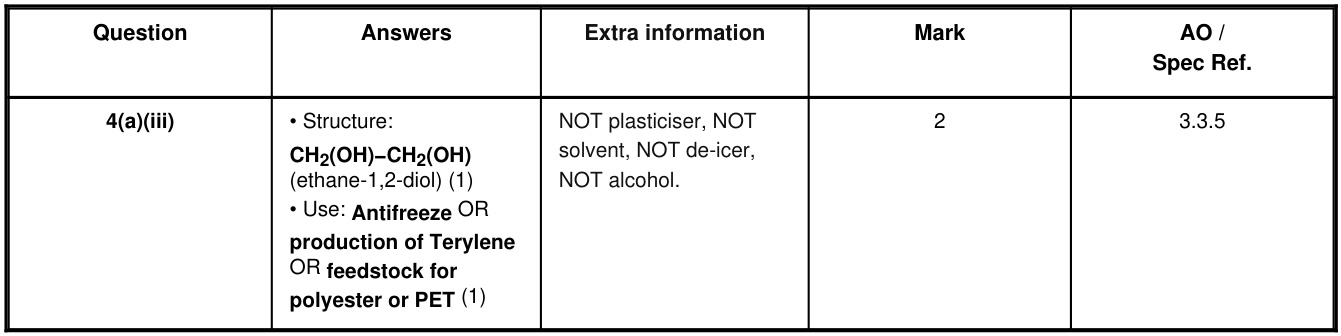 Question Answers Extra information Mark AO /
Spec Ref.
4(a)(iii)
• Structure:
CH₂(OH)–CH₂(OH)
(ethane-1,2-diol) (1)
• Use: Antifreeze OR
production of Terylene
OR feedstock for
polyester or PET (1)
NOT plasticiser, NOT
solvent, NOT de-icer,
NOT alcohol.
2
3.3.5